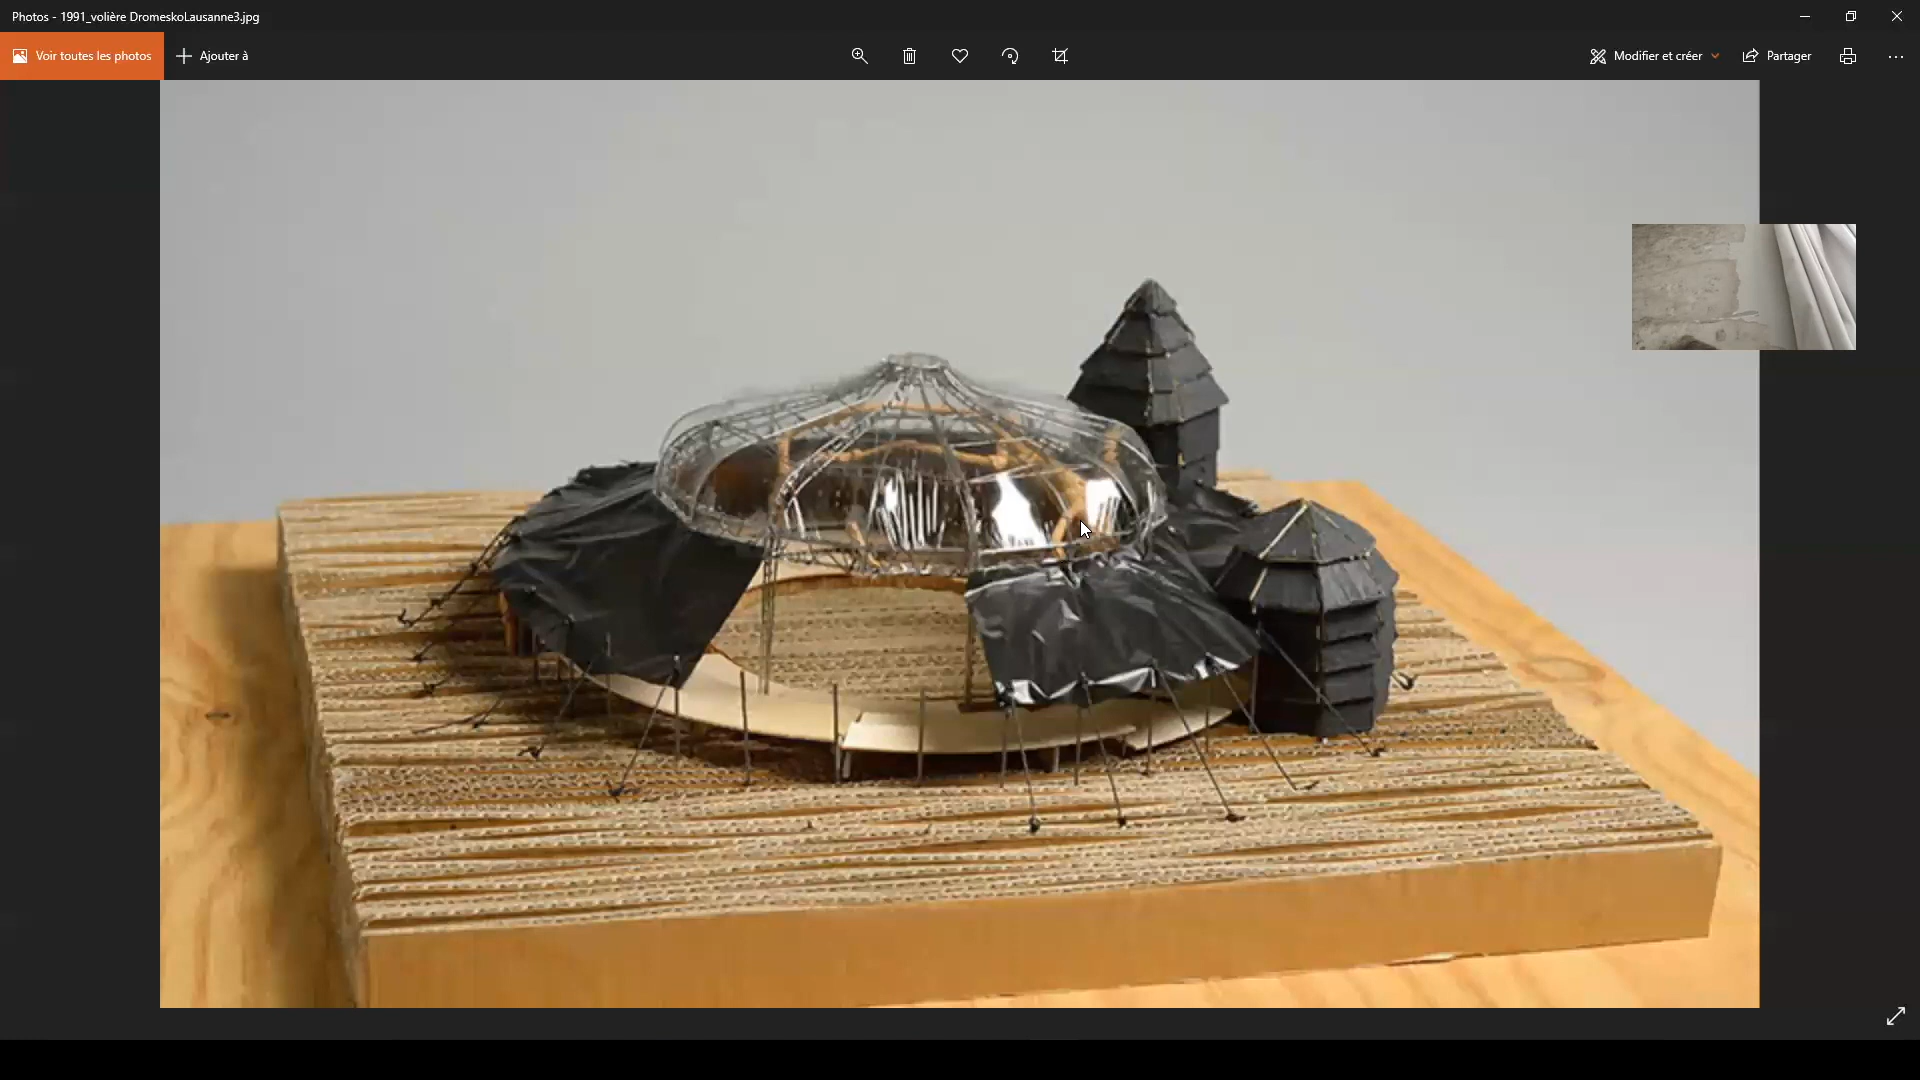 Photos - 1991_volière DromeskoLausanne3.jpg
Voir toutes les photos
Ajouter à
Modifier et créer
Partager